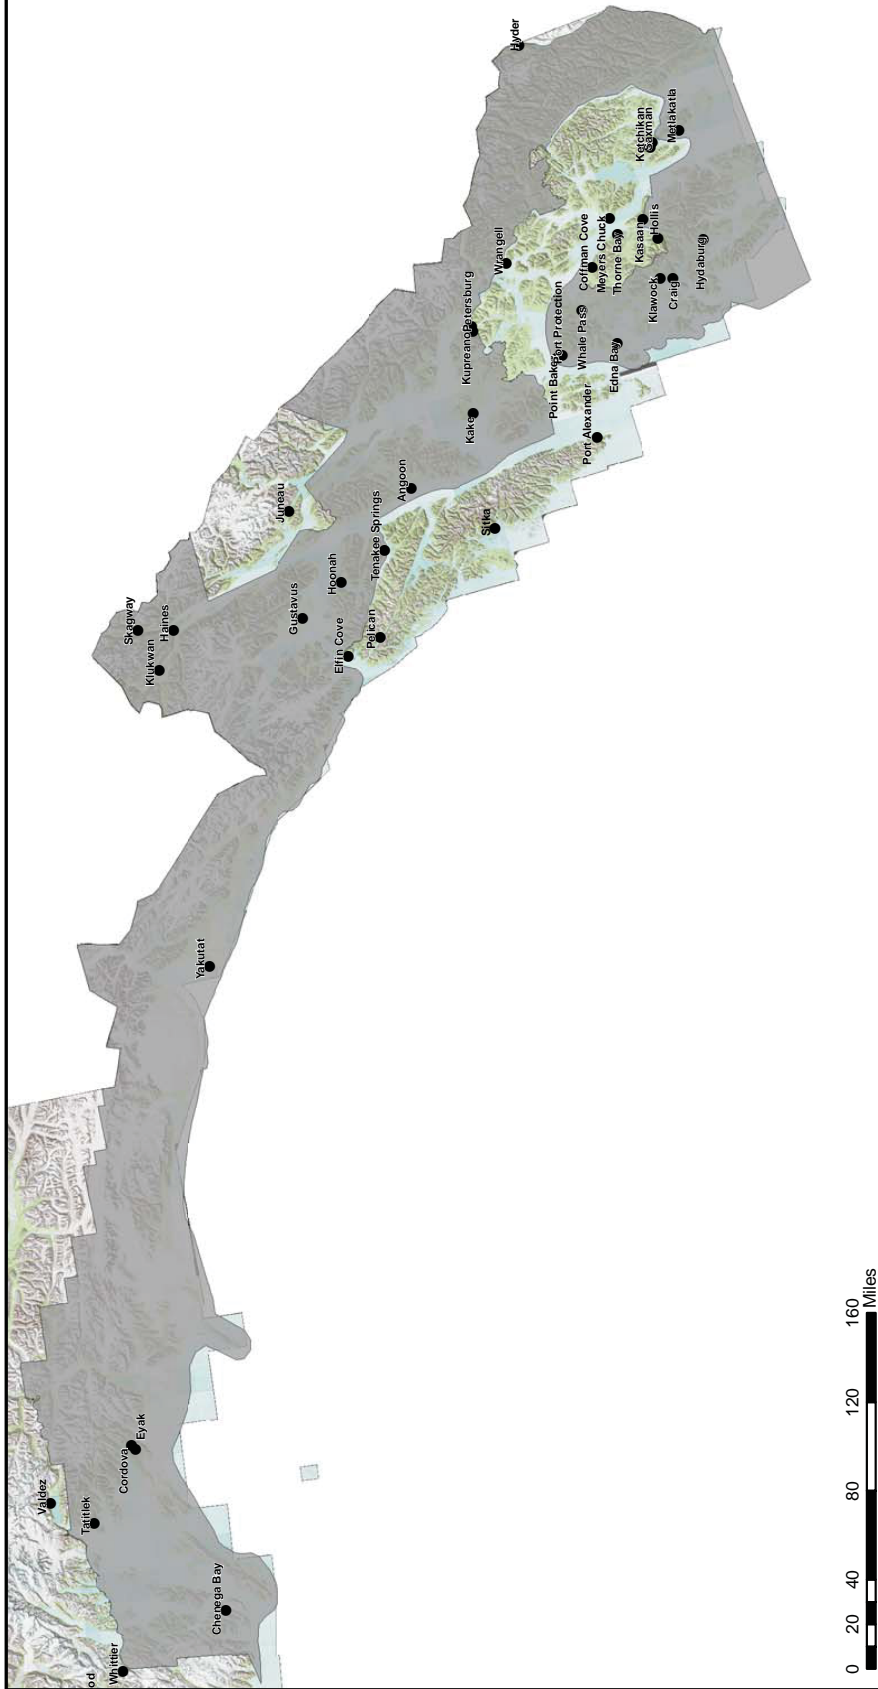 Hyder
Ketchikan
Saxman
Metlakatla
Wrangell
Coffman Cove
Meyers Chuck
Thorne Bay
Kasaan
Hollis
Hydaburg
Klawock
Craig
Petersburg
Kupreanof
Port Protection
Point Baker
Whale Pass
Edna Bay
Port Alexander
Kake
Angoon
Juneau
Tenakee Springs
Sitka
Hoonah
Gustavus
Pelican
Elfin Cove
Skagway
Haines
Klukwan
Yakutat
Eyak
Cordova
Valdez
Tatitlek
Chenega Bay
Whittier
od
0 20 40 80 120 160
Miles